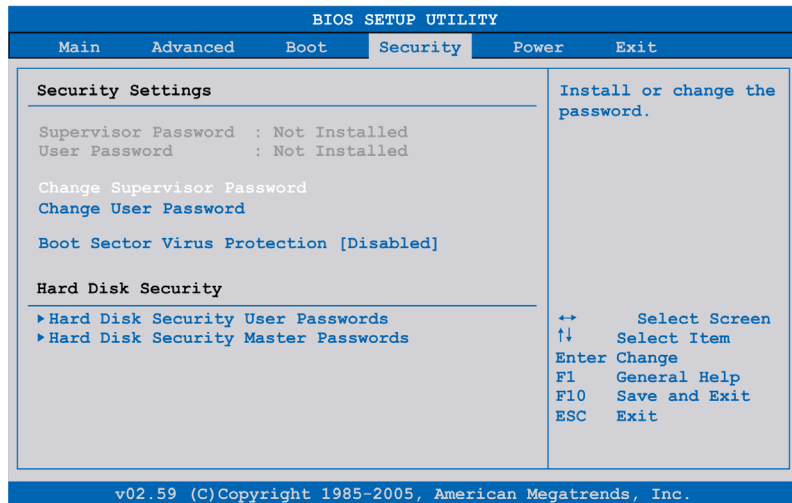 BIOS SETUP UTILITY
Main Advanced Boot Security Power Exit
Security Settings
Supervisor Password : Not Installed
User Password : Not Installed
Change Supervisor Password
Change User Password
Boot Sector Virus Protection [Disabled]
Hard Disk Security
Hard Disk Security User Passwords
Hard Disk Security Master Passwords
Install or change the
password.
↔ Select Screen
↑↓ Select Item
Enter Change
F1 General Help
F10 Save and Exit
ESC Exit
v02.59 (C)Copyright 1985-2005, American Megatrends, Inc.